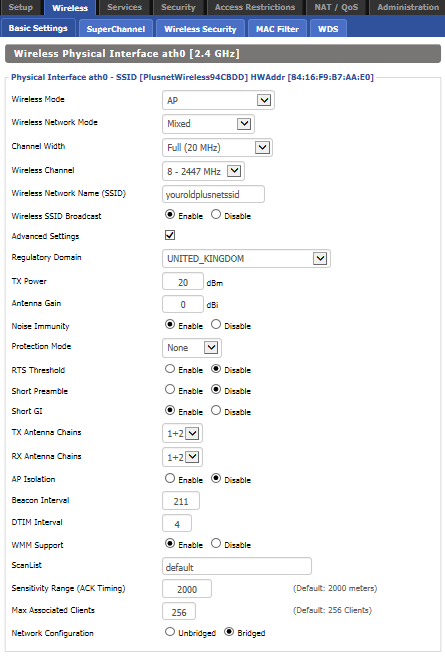 Setup Wireless Services Security Access Restrictions NAT / QoS Administration
Basic Settings SuperChannel Wireless Security MAC Filter WDS
Wireless Physical Interface ath0 [2.4 GHz]
Physical Interface ath0 - SSID [PlusnetWireless94CBDD] HWAddr [84:16:F9:B7:AA:E0]
Wireless Mode AP
Wireless Network Mode Mixed
Channel Width Full (20 MHz)
Wireless Channel 8 - 2447 MHz
Wireless Network Name (SSID) youroldplusnetssid
Wireless SSID Broadcast Enable Disable
Advanced Settings
Regulatory Domain UNITED_KINGDOM
TX Power 20 dBm
Antenna Gain 0 dBi
Noise Immunity Enable Disable
Protection Mode None
RTS Threshold Enable Disable
Short Preamble Enable Disable
Short GI Enable Disable
TX Antenna Chains 1+2
RX Antenna Chains 1+2
AP Isolation Enable Disable
Beacon Interval 211
DTIM Interval 4
WMM Support Enable Disable
ScanList default
Sensitivity Range (ACK Timing) 2000 (Default: 2000 meters)
Max Associated Clients 256 (Default: 256 Clients)
Network Configuration Unbridged Bridged